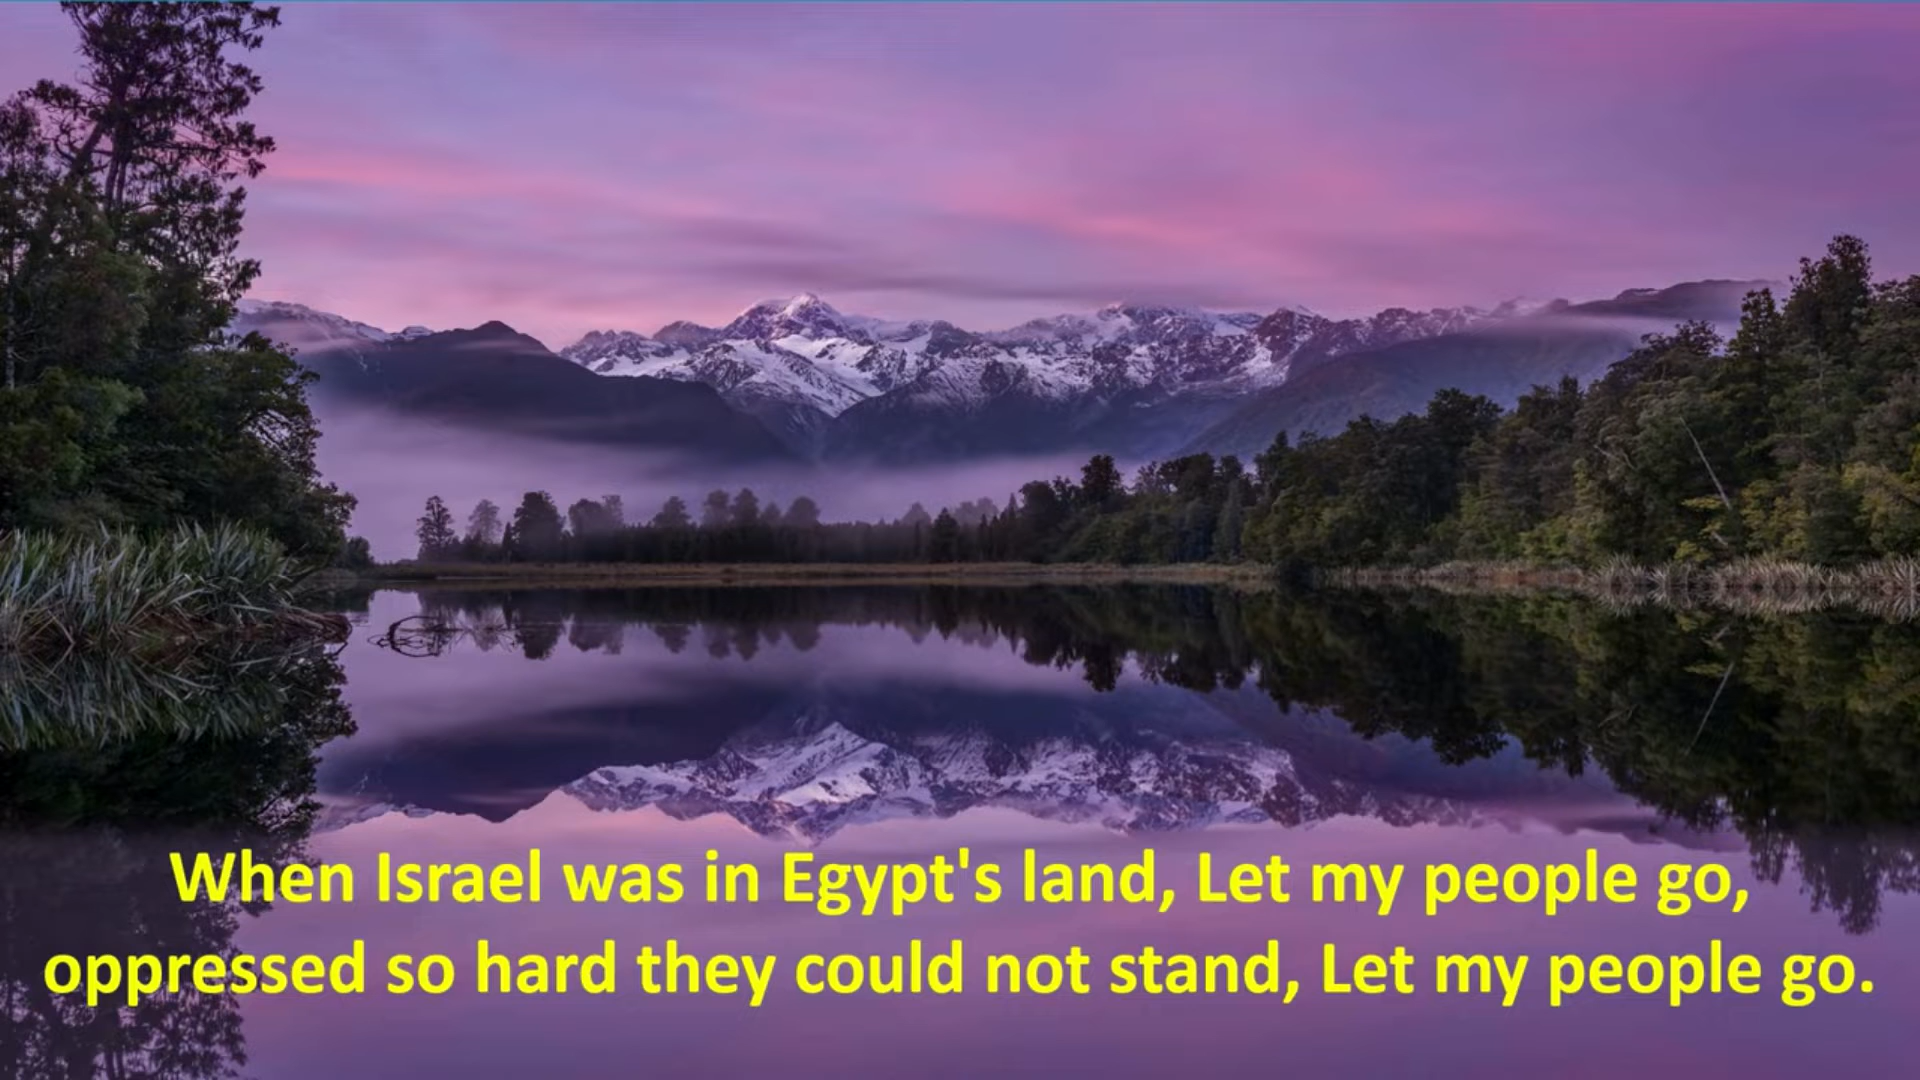 When Israel was in Egypt's land, Let my people go,
oppressed so hard they could not stand, Let my people go.